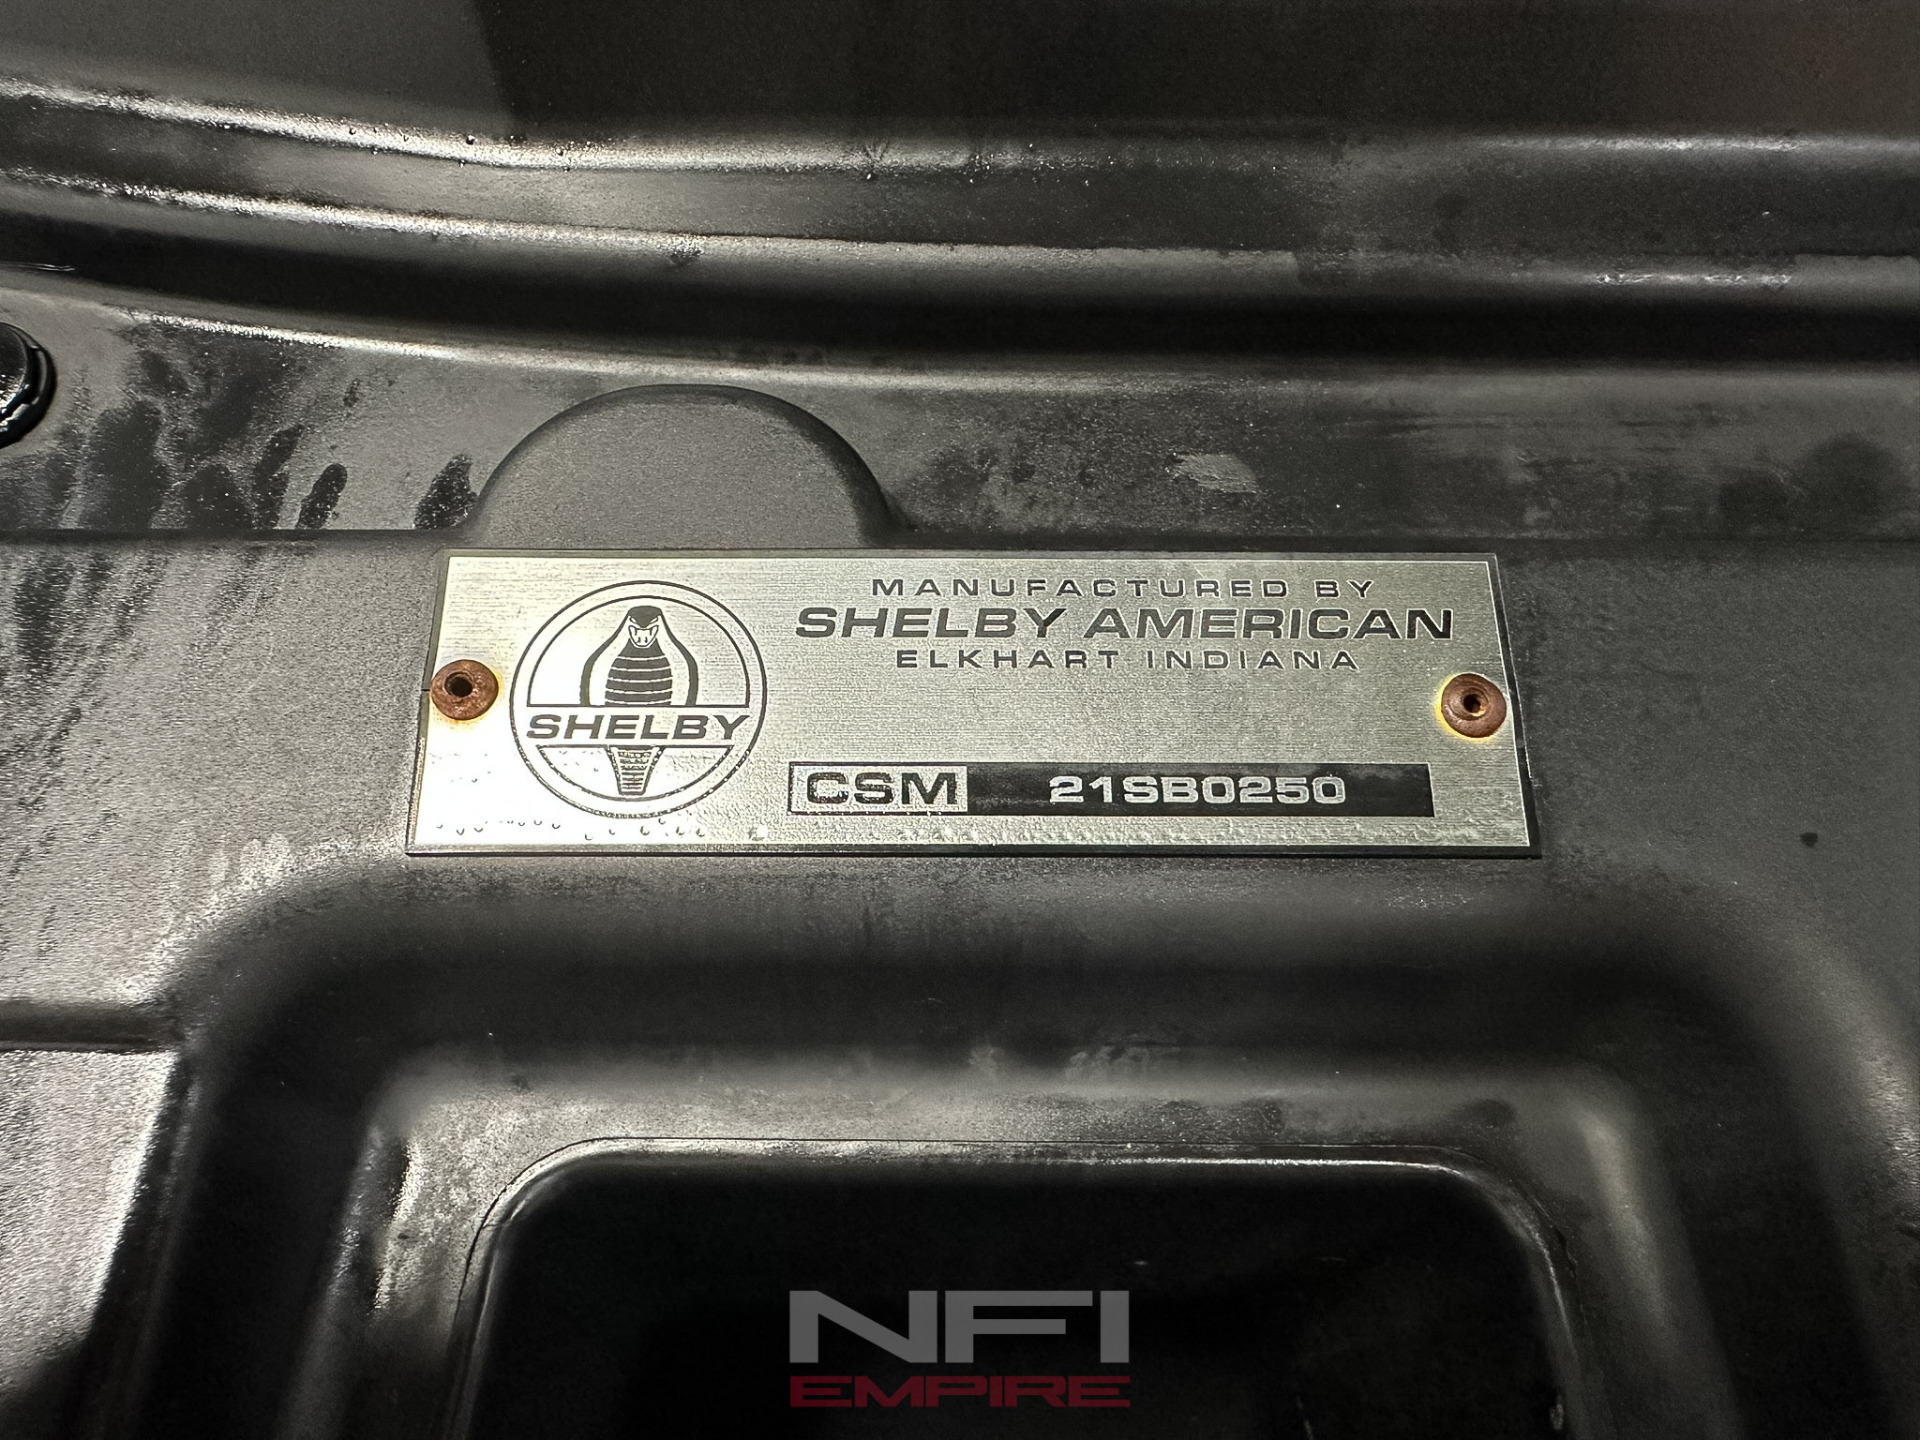 MANUFACTURED BY
SHELBY AMERICAN
ELKHART INDIANA
SHELBY
CSM 21SB0250
NFI
EMPIRE